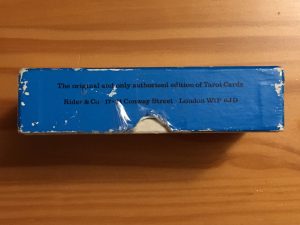 The original and only authorised edition of Tarot Cards
Rider & Co Conway Street London W1P 6JD